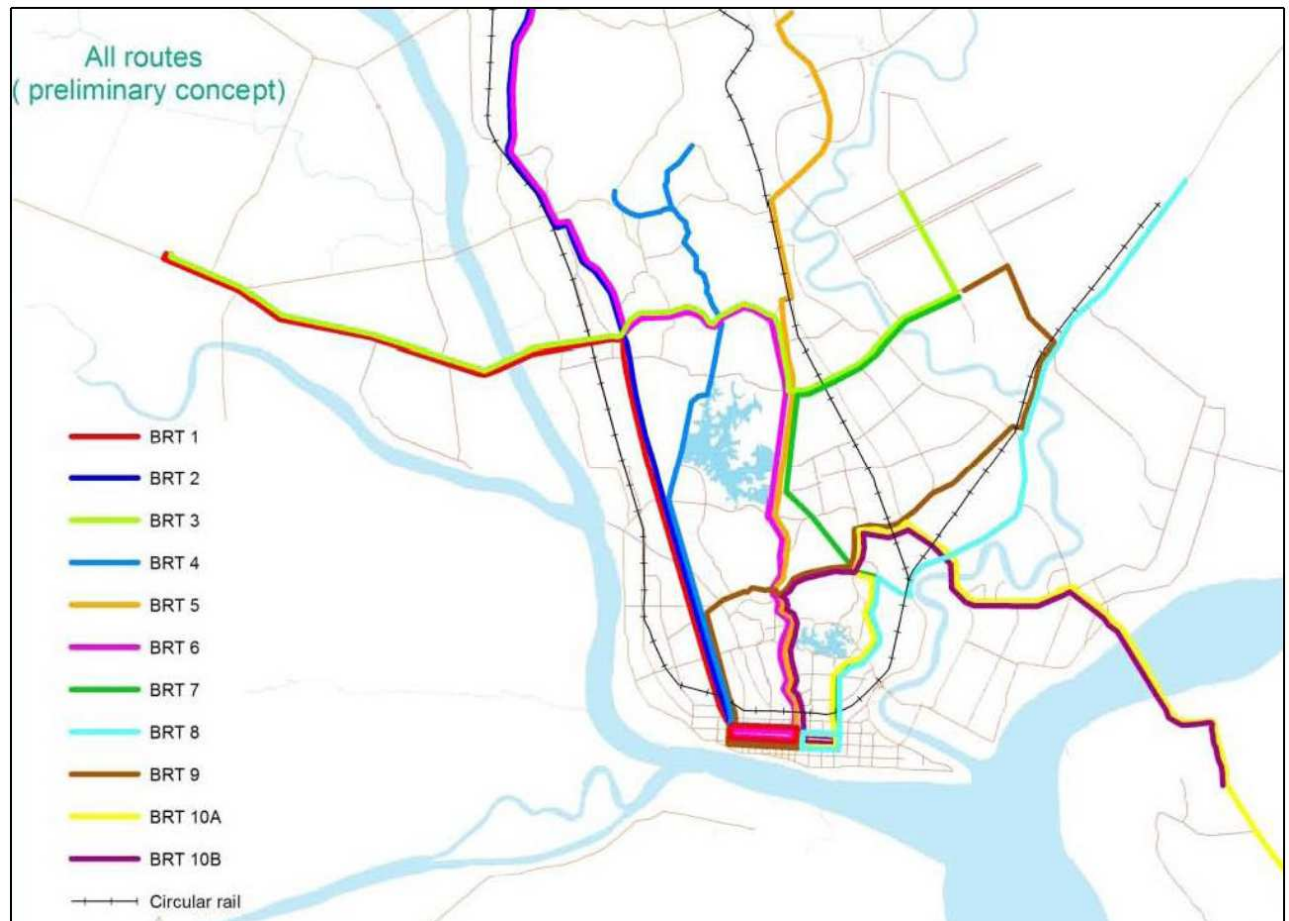 All routes
( preliminary concept)
BRT 1
BRT 2
BRT 3
BRT 4
BRT 5
BRT 6
BRT 7
BRT 8
BRT 9
BRT 10A
BRT 10B
Circular rail